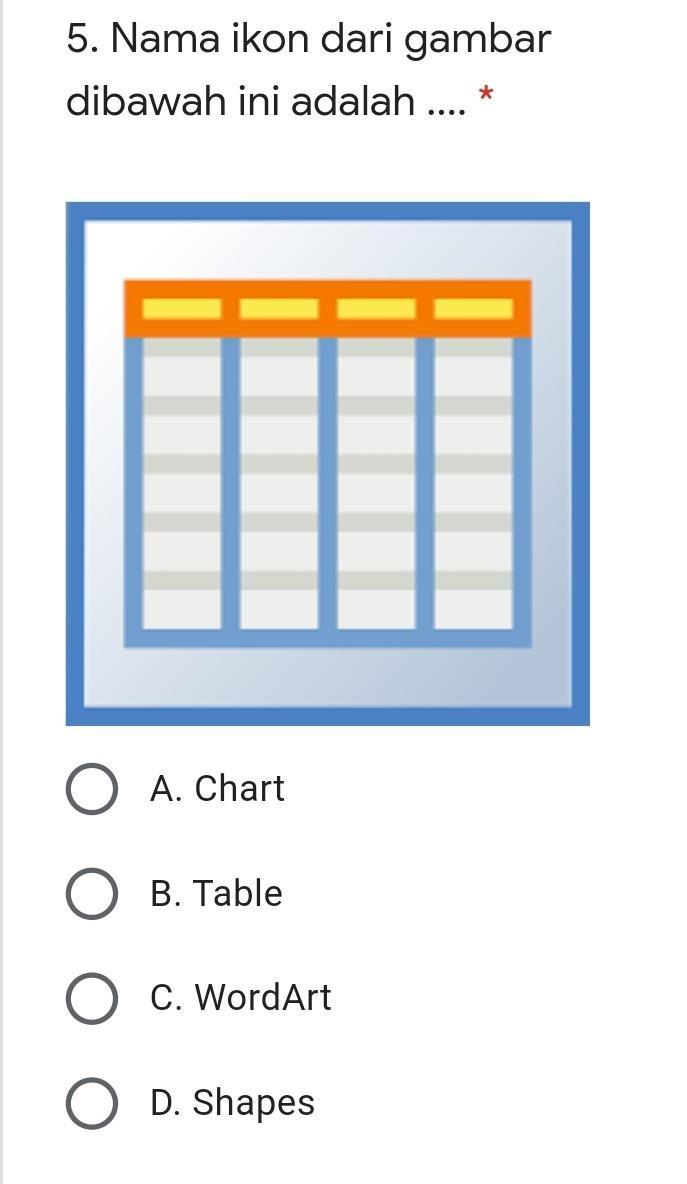 5. Nama ikon dari gambar
dibawah ini adalah .... *
A. Chart
B. Table
C. WordArt
D. Shapes